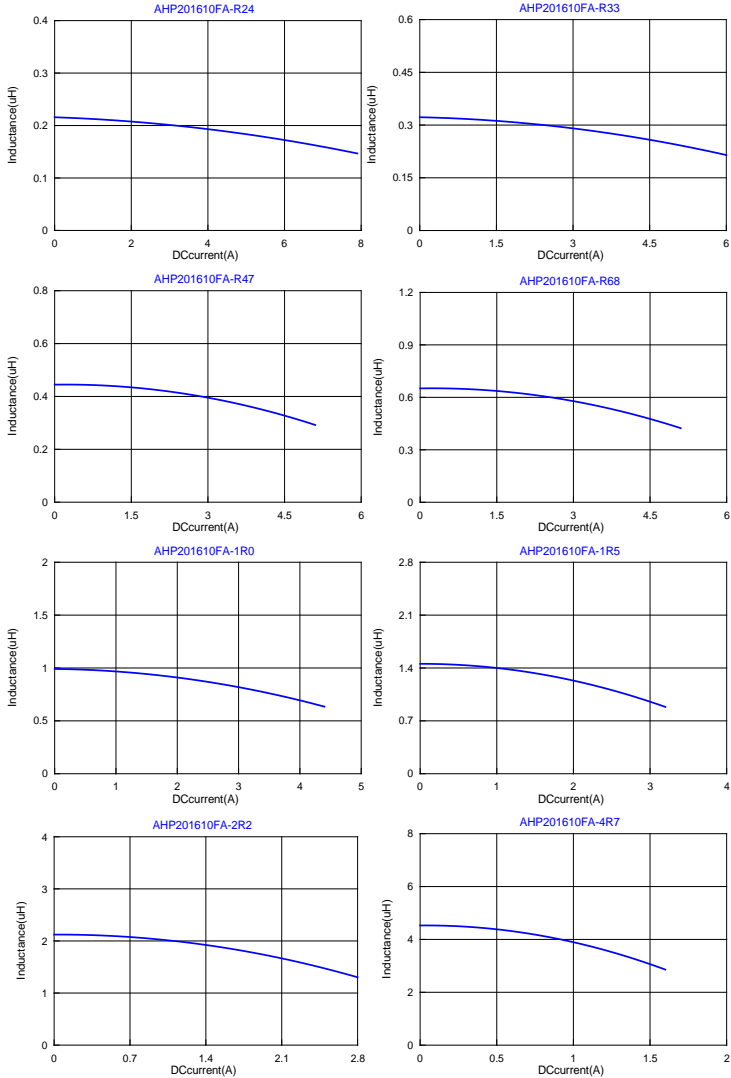 AHP201610FA-R24
0.4
0.3
0.2
0.1
0
Inductance(uH)
0 2 4 6 8
DCcurrent(A)
AHP201610FA-R33
0.6
0.45
0.3
0.15
0
Inductance(uH)
0 1.5 3 4.5 6
DCcurrent(A)
AHP201610FA-R47
0.8
0.6
0.4
0.2
0
Inductance(uH)
0 1.5 3 4.5 6
DCcurrent(A)
AHP201610FA-R68
1.2
0.9
0.6
0.3
0
Inductance(uH)
0 1.5 3 4.5 6
DCcurrent(A)
AHP201610FA-1R0
2
1.5
1
0.5
0
Inductance(uH)
0 1 2 3 4 5
DCcurrent(A)
AHP201610FA-1R5
2.8
2.1
1.4
0.7
0
Inductance(uH)
0 1 2 3 4
DCcurrent(A)
AHP201610FA-2R2
4
3
2
1
0
Inductance(uH)
0 0.7 1.4 2.1 2.8
DCcurrent(A)
AHP201610FA-4R7
8
6
4
2
0
Inductance(uH)
0 0.5 1 1.5 2
DCcurrent(A)